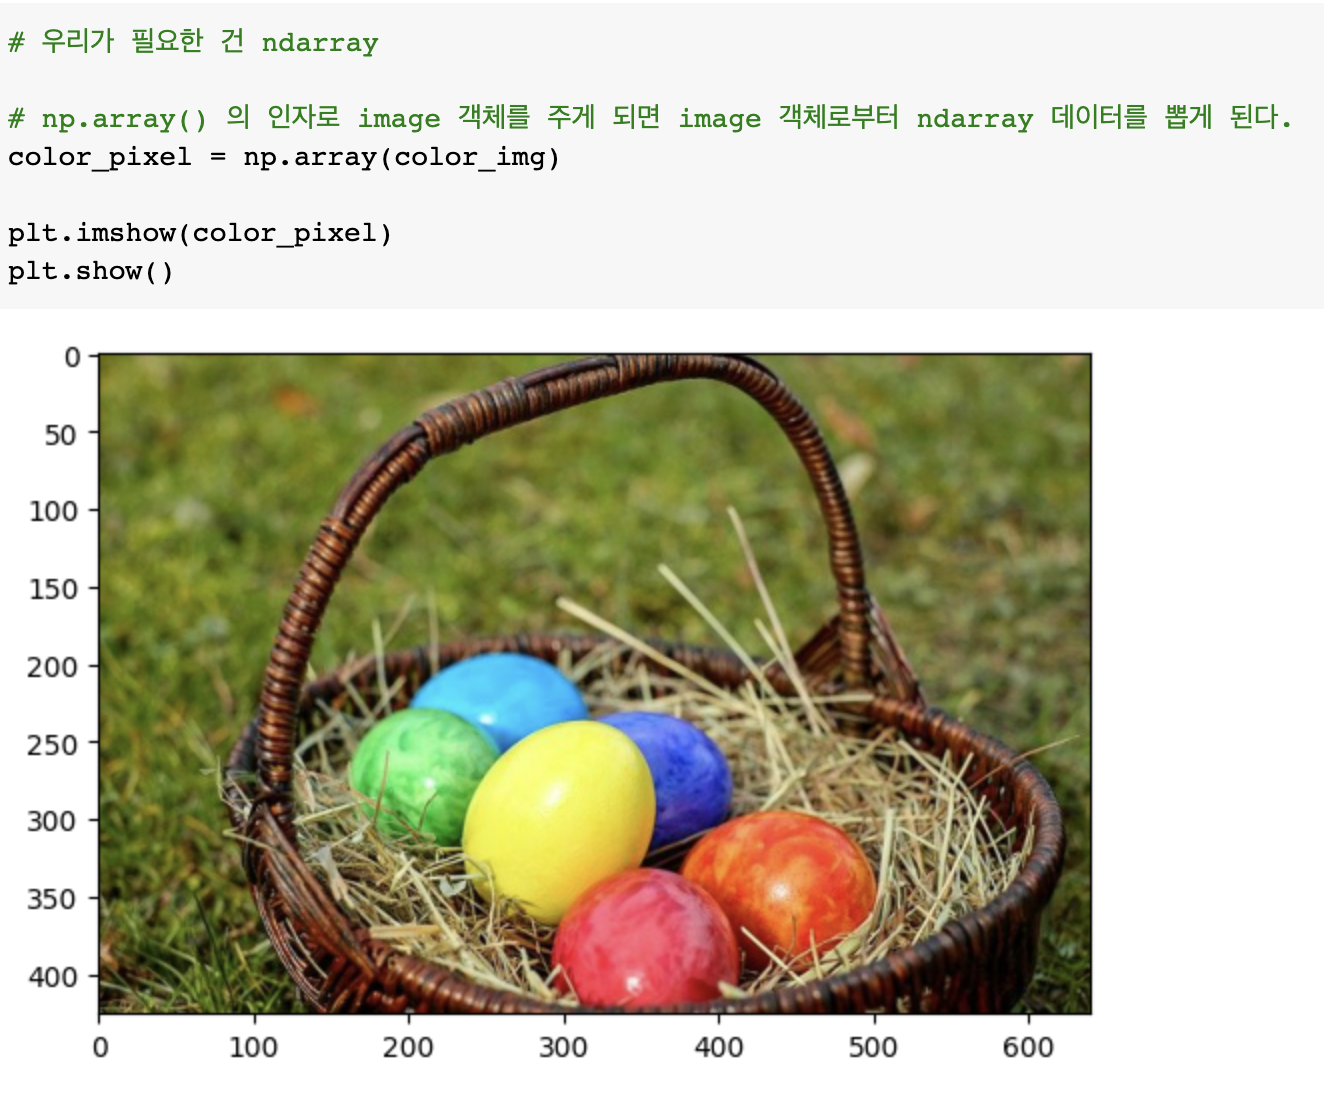 # 우리가 필요한 건 ndarray
# np.array() 의 인자로 image 객체를 주게 되면 image 객체로부터 ndarray 데이터를 뽑게 된다.
color_pixel = np.array(color_img)
plt.imshow(color_pixel)
plt.show()
0
50
100
150
200
250
300
350
400
0 100 200 300 400 500 600